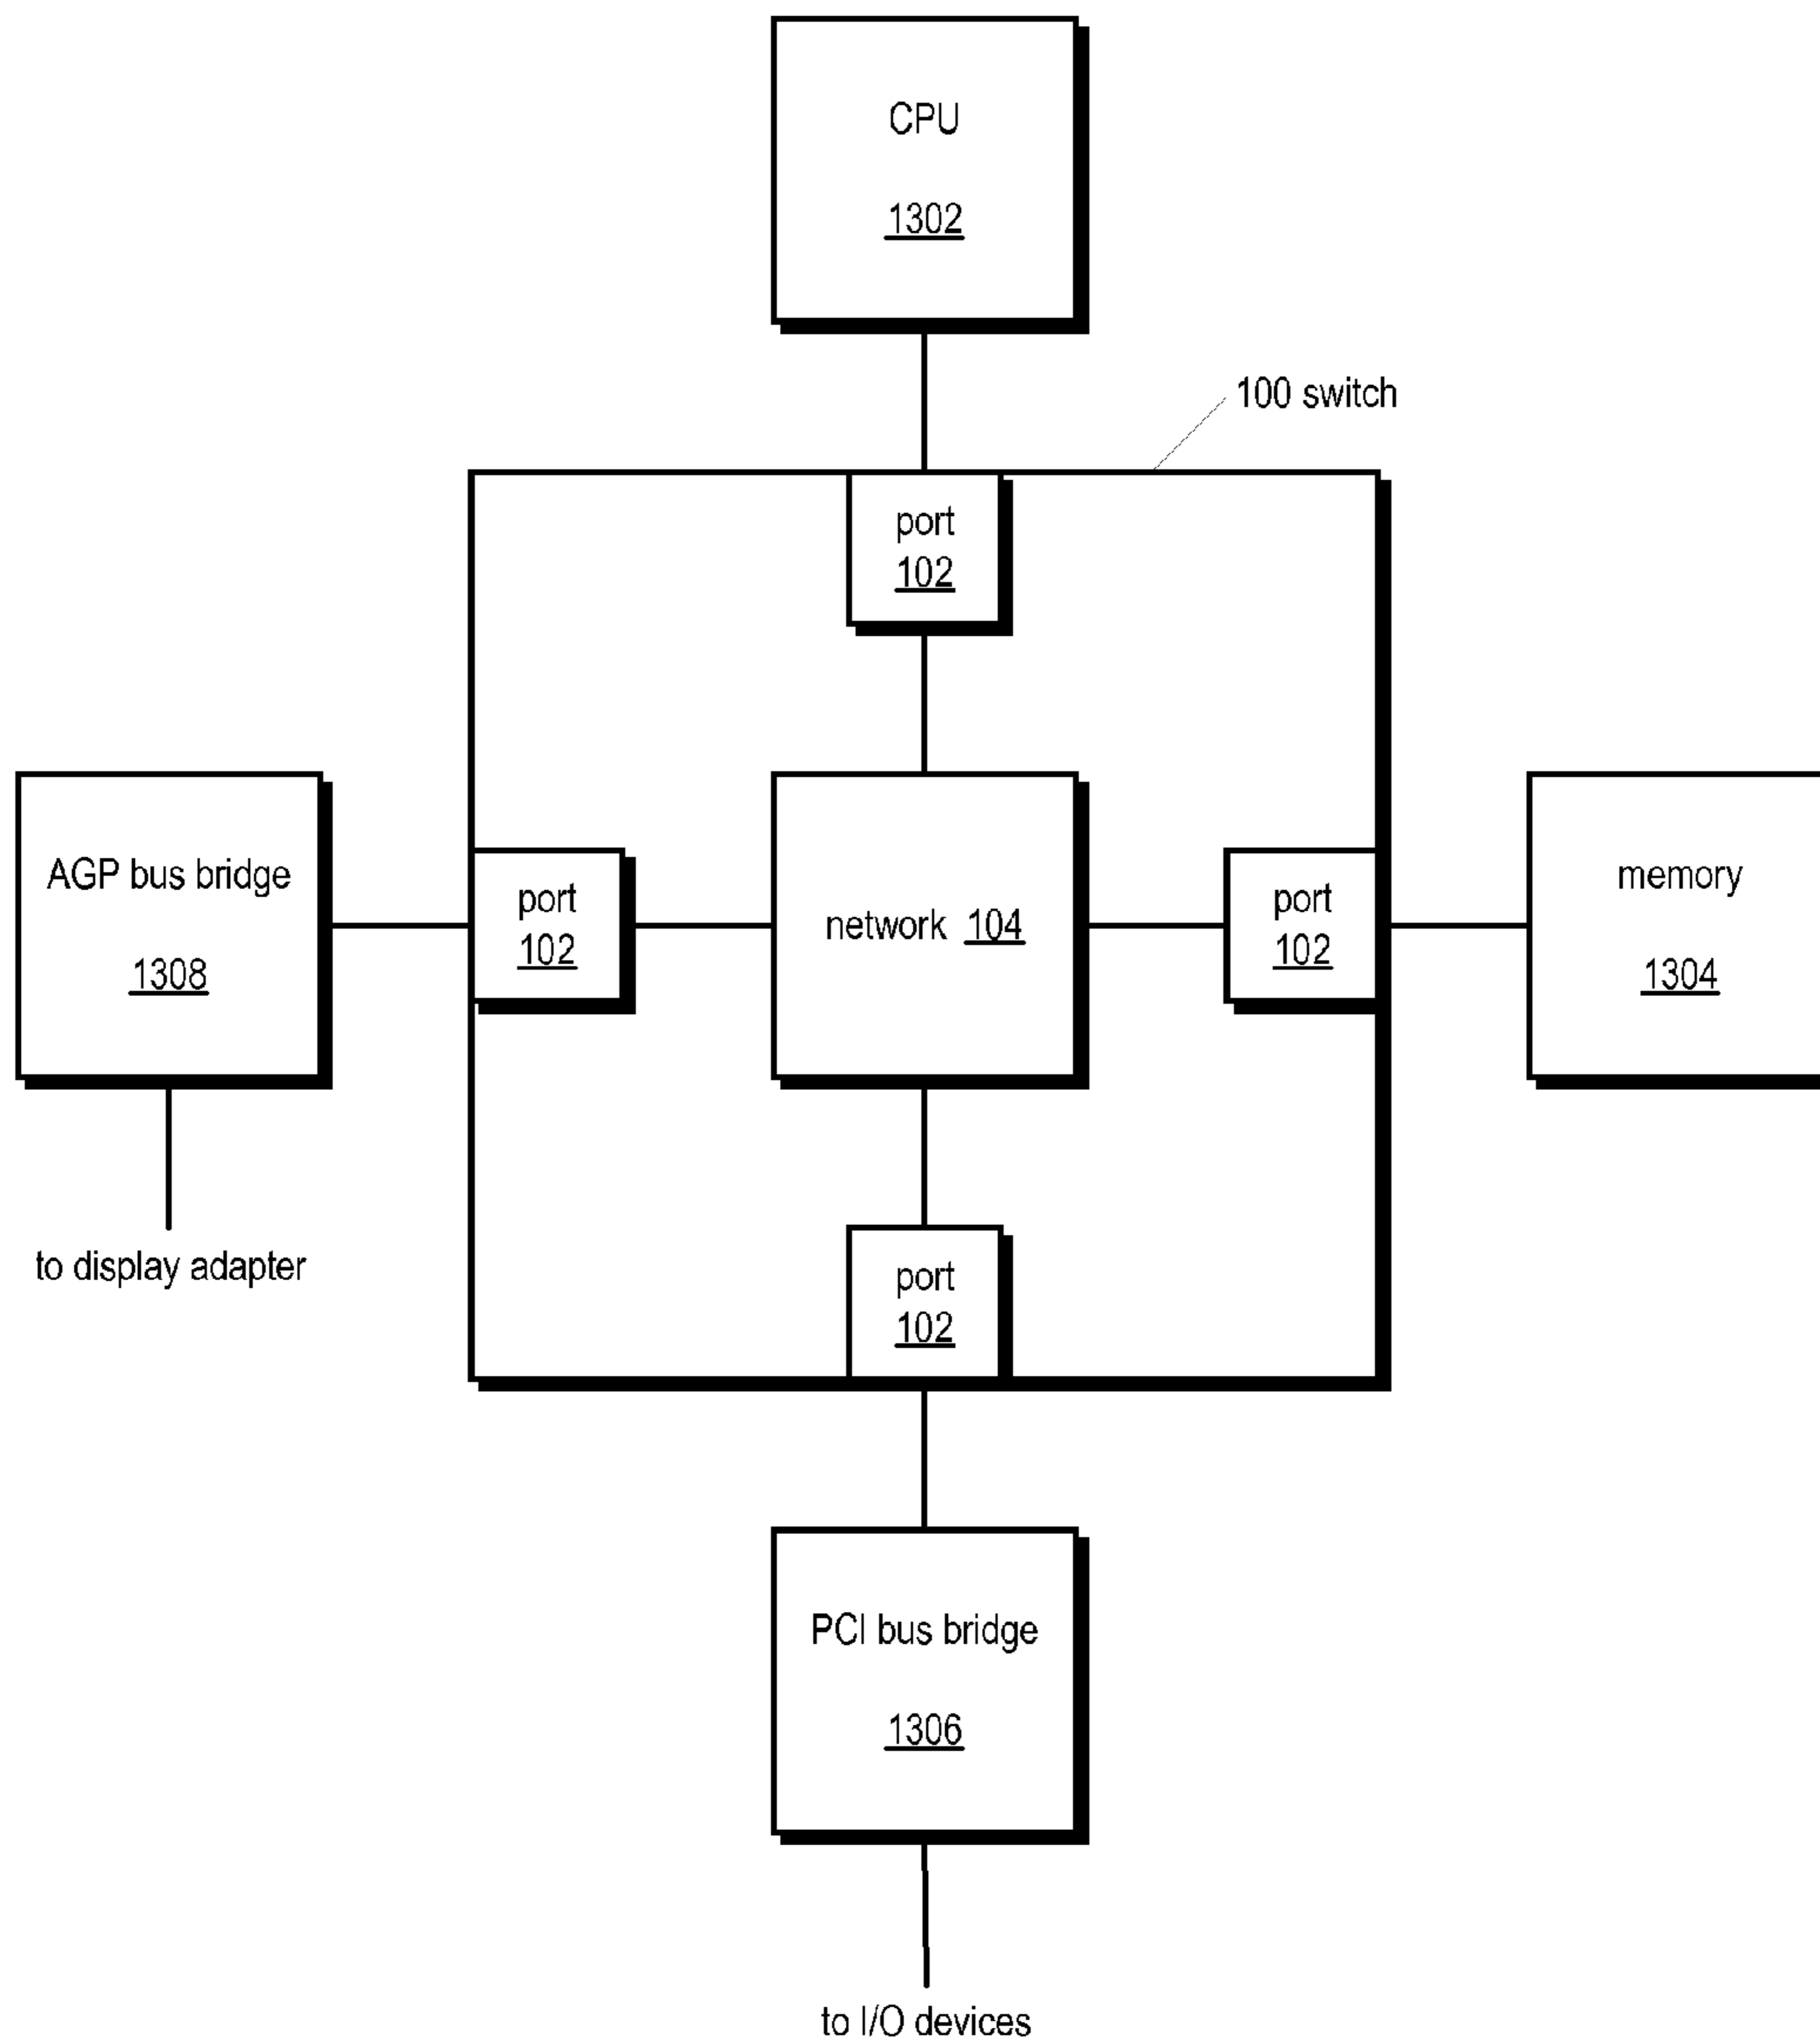 CPU
1302
100 switch
port
102
AGP bus bridge
1308
port
102
network 104
port
102
memory
1304
to display adapter
port
102
PCI bus bridge
1306
to I/O devices